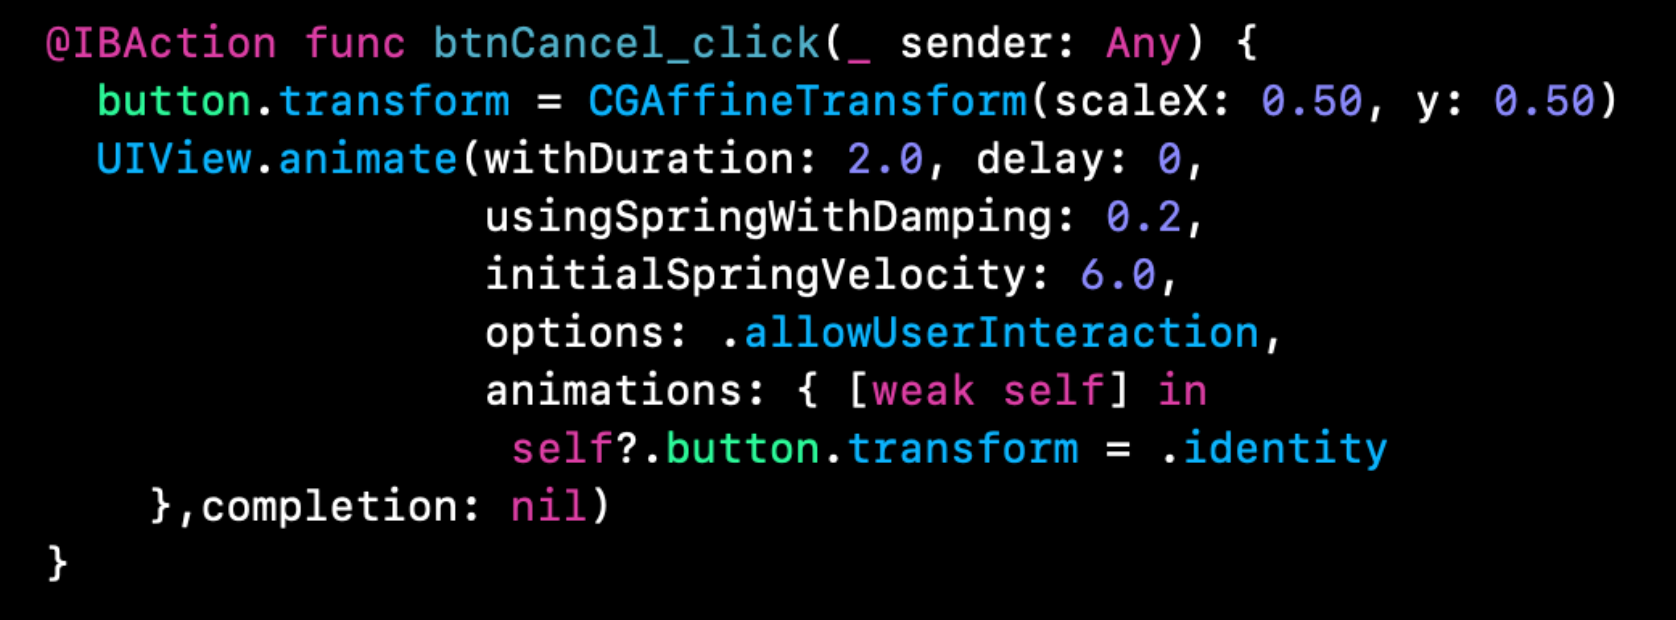 @IBAction func btnCancel_click(_ sender: Any) {
button.transform = CGAffineTransform(scaleX: 0.50, y: 0.50)
UIView.animate(withDuration: 2.0, delay: 0,
usingSpringWithDamping: 0.2,
initialSpringVelocity: 6.0,
options: .allowUserInteraction,
animations: { [weak self] in
self?.button.transform = .identity
},completion: nil)
}